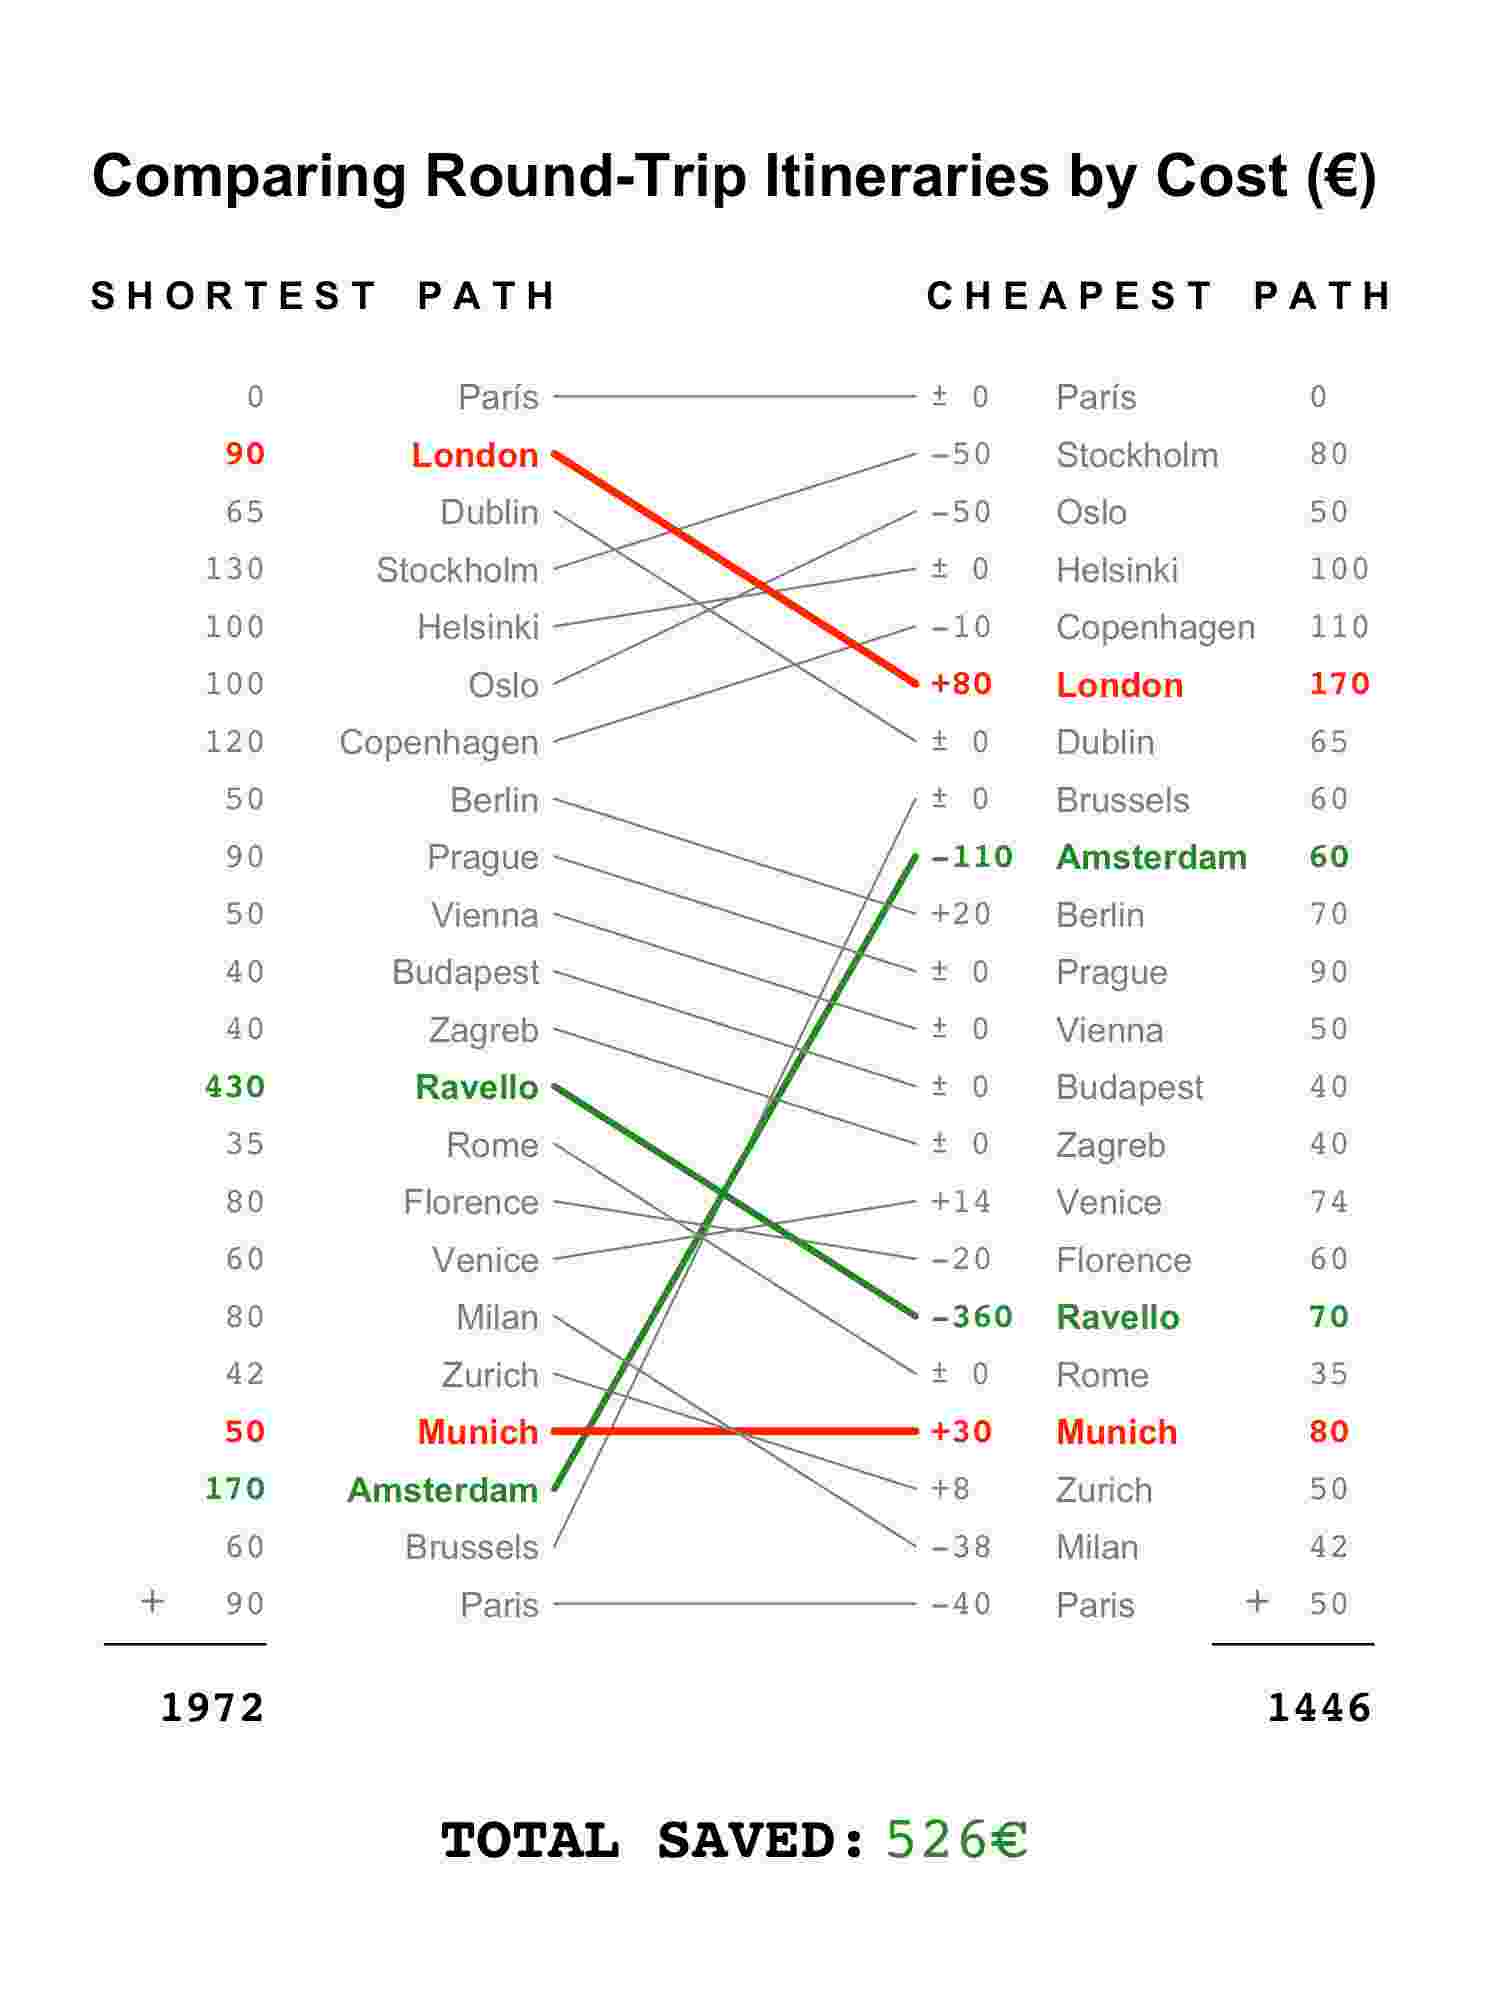 Comparing Round-Trip Itineraries by Cost (€)
SHORTEST PATH CHEAPEST PATH
0 París ± 0 París 0
90 London −50 Stockholm 80
65 Dublin −50 Oslo 50
130 Stockholm ± 0 Helsinki 100
100 Helsinki −10 Copenhagen 110
100 Oslo +80 London 170
120 Copenhagen ± 0 Dublin 65
50 Berlin ± 0 Brussels 60
90 Prague −110 Amsterdam 60
50 Vienna +20 Berlin 70
40 Budapest ± 0 Prague 90
40 Zagreb ± 0 Vienna 50
430 Ravello ± 0 Budapest 40
35 Rome ± 0 Zagreb 40
80 Florence +14 Venice 74
60 Venice −20 Florence 60
80 Milan −360 Ravello 70
42 Zurich ± 0 Rome 35
50 Munich +30 Munich 80
170 Amsterdam +8 Zurich 50
60 Brussels −38 Milan 42
+ 90 Paris −40 Paris + 50
1972 1446
TOTAL SAVED: 526€